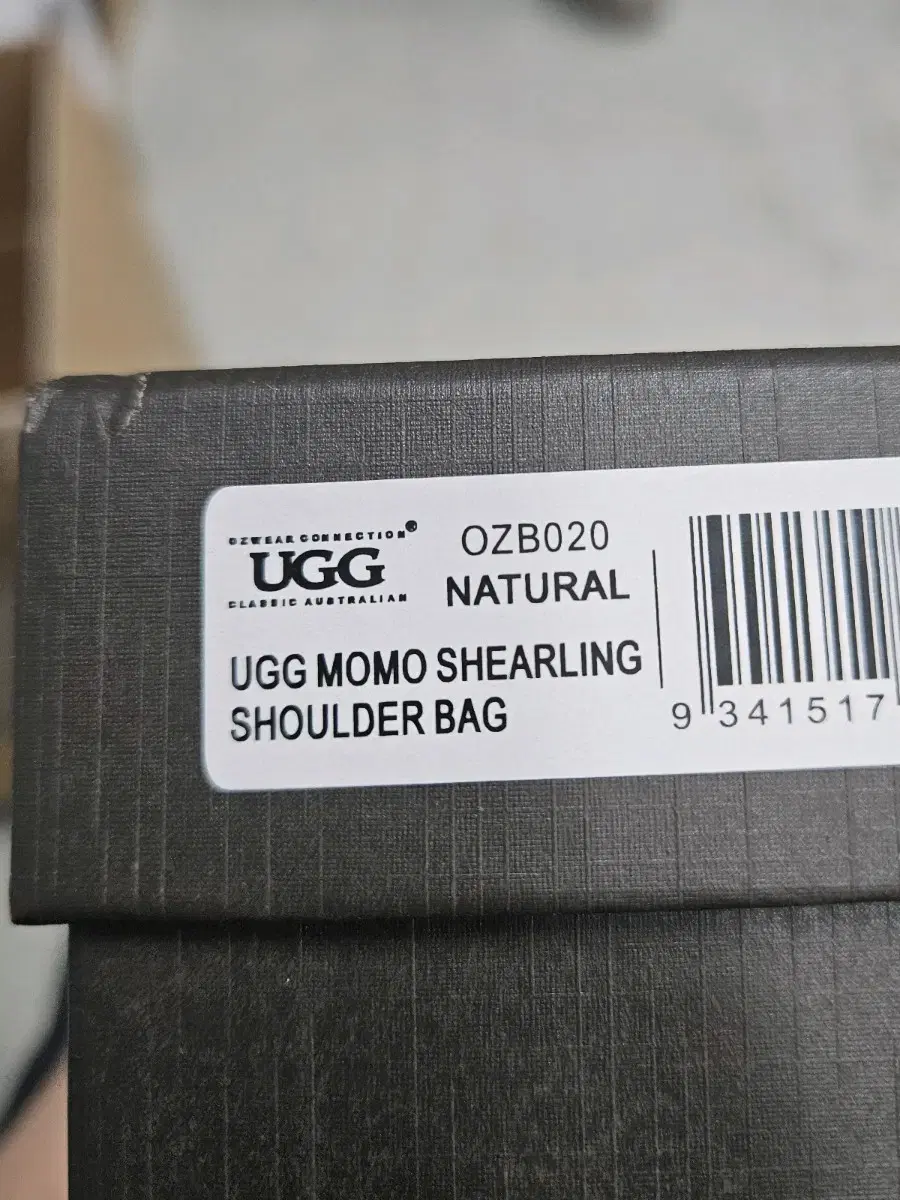 OZWEAR CONNECTION®
UGG
CLASSIC AUSTRALIAN
OZB020
NATURAL
UGG MOMO SHEARLING
SHOULDER BAG
9 341517